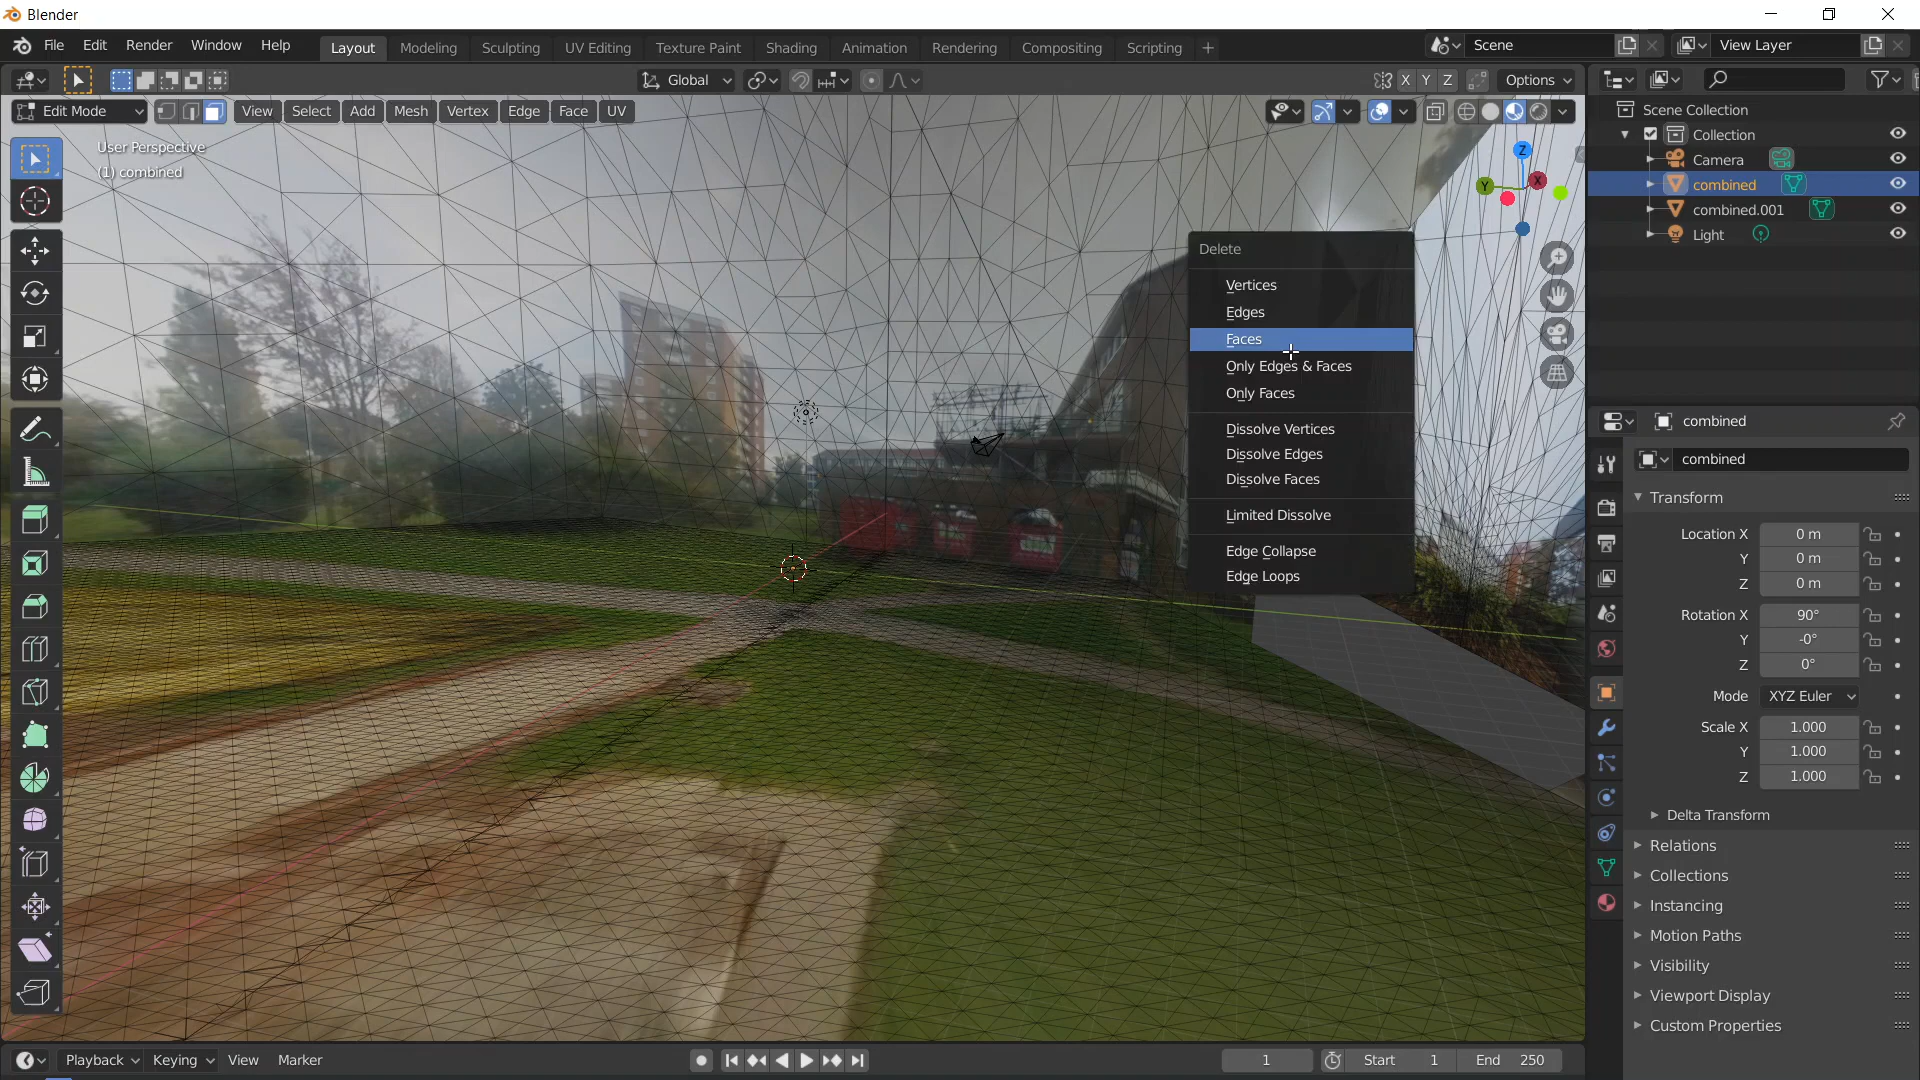 Blender
File Edit Render Window Help Layout Modeling Sculpting UV Editing Texture Paint Shading Animation Rendering Compositing Scripting + Scene View Layer
Global X Y Z Options
Edit Mode View Select Add Mesh Vertex Edge Face UV
User Perspective
(1) combined
Z
Y
X
Delete
Vertices
Edges
Faces
Only Edges & Faces
Only Faces
Dissolve Vertices
Dissolve Edges
Dissolve Faces
Limited Dissolve
Edge Collapse
Edge Loops
Scene Collection
Collection
Camera
combined
combined.001
Light
combined
combined
Transform
Location X 0 m
Y 0 m
Z 0 m
Rotation X 90°
Y -0°
Z 0°
Mode XYZ Euler
Scale X 1.000
Y 1.000
Z 1.000
Delta Transform
Relations
Collections
Instancing
Motion Paths
Visibility
Viewport Display
Custom Properties
Playback Keying View Marker 1 Start 1 End 250